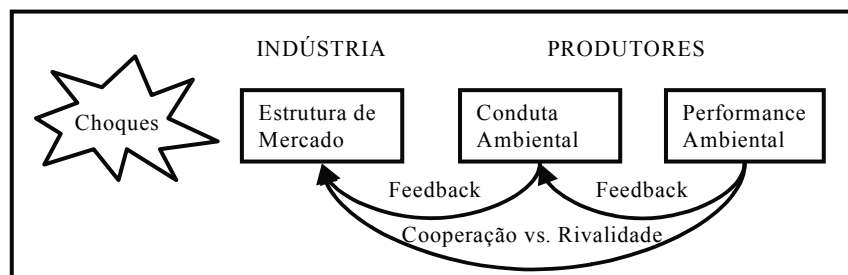 INDÚSTRIA PRODUTORES
Choques
Estrutura de
Mercado
Conduta
Ambiental
Performance
Ambiental
Feedback Feedback
Cooperação vs. Rivalidade